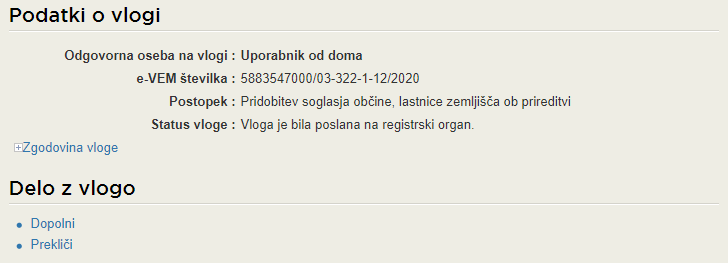 Podatki o vlogi
Odgovorna oseba na vlogi : Uporabnik od doma
e-VEM številka : 5883547000/03-322-1-12/2020
Postopek : Pridobitev soglasja občine, lastnice zemljišča ob prireditvi
Status vloge : Vloga je bila poslana na registrski organ.
Zgodovina vloge
Delo z vlogo
Dopolni
Prekliči